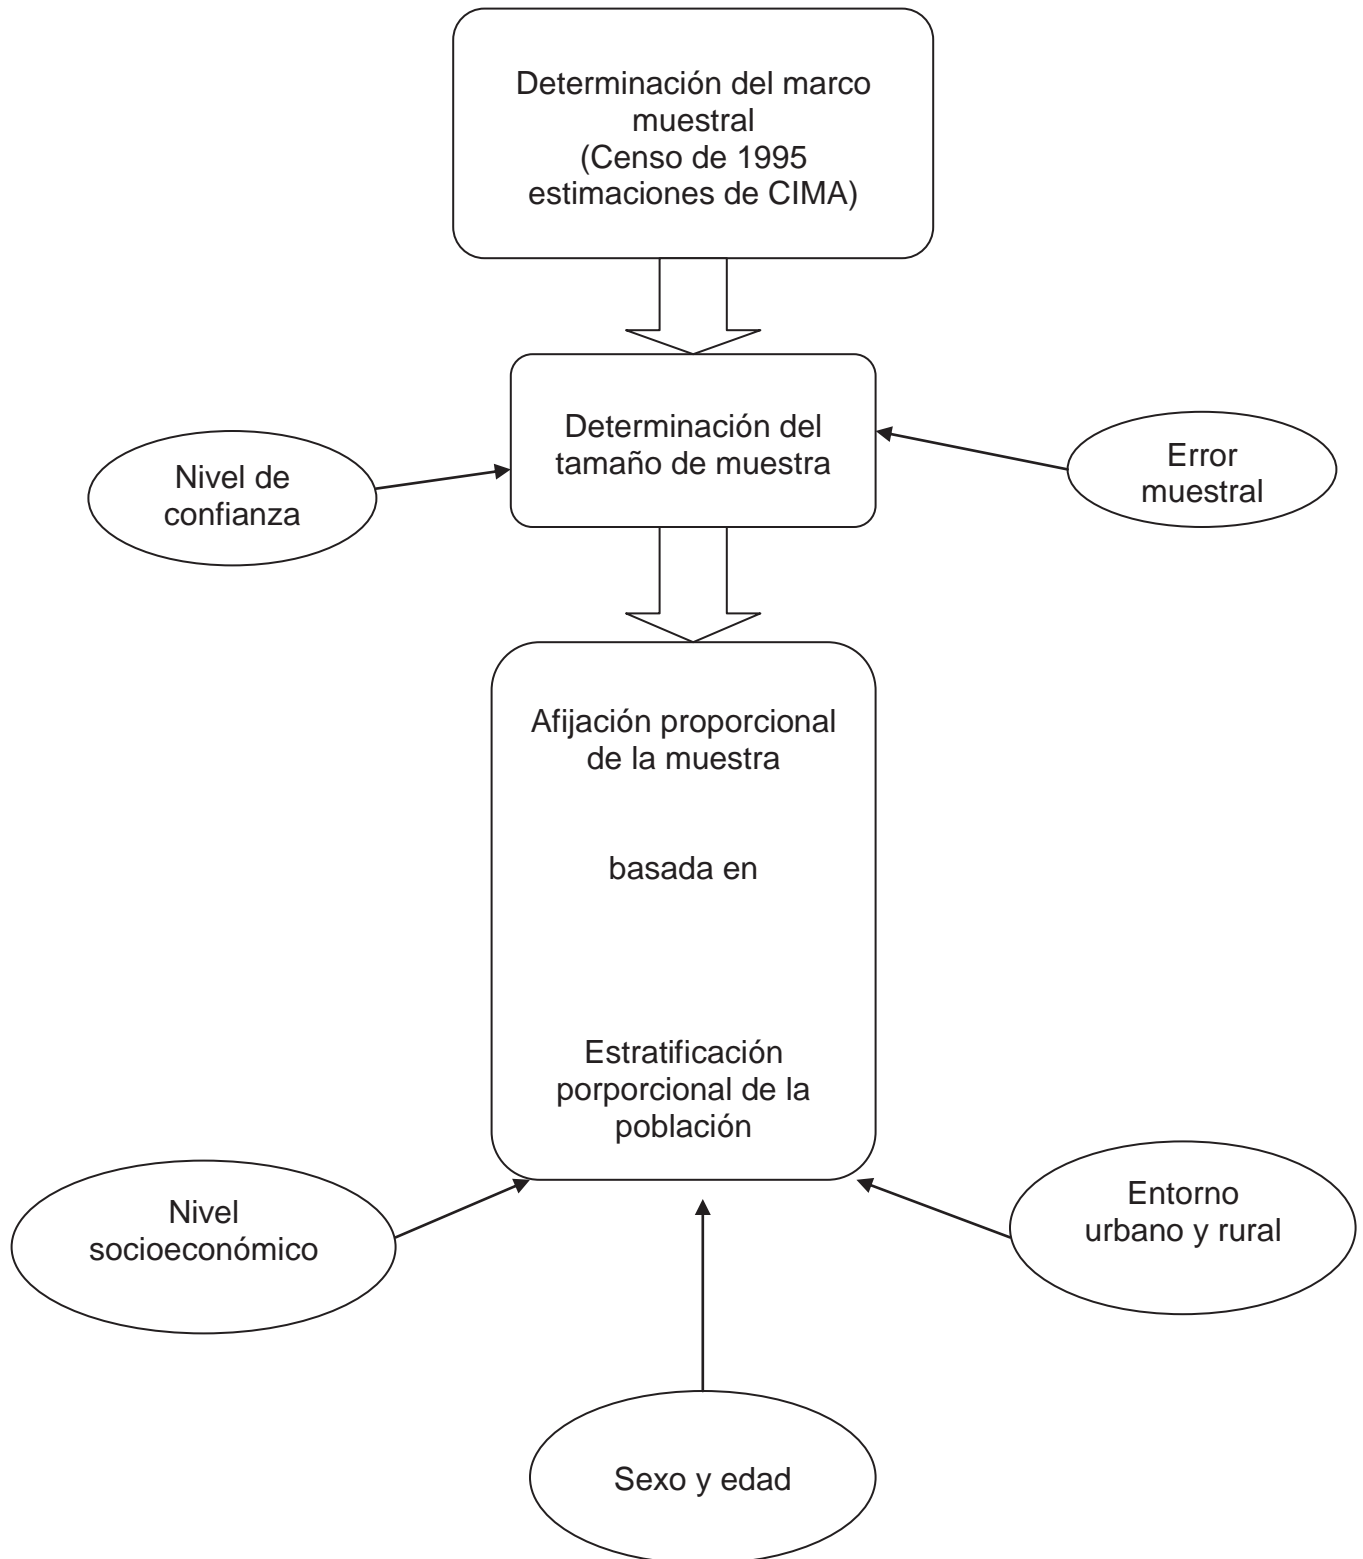 Determinación del marco
muestral
(Censo de 1995
estimaciones de CIMA)
Determinación del
tamaño de muestra
Nivel de
confianza
Error
muestral
Afijación proporcional
de la muestra
basada en
Estratificación
porporcional de la
población
Nivel
socioeconómico
Entorno
urbano y rural
Sexo y edad